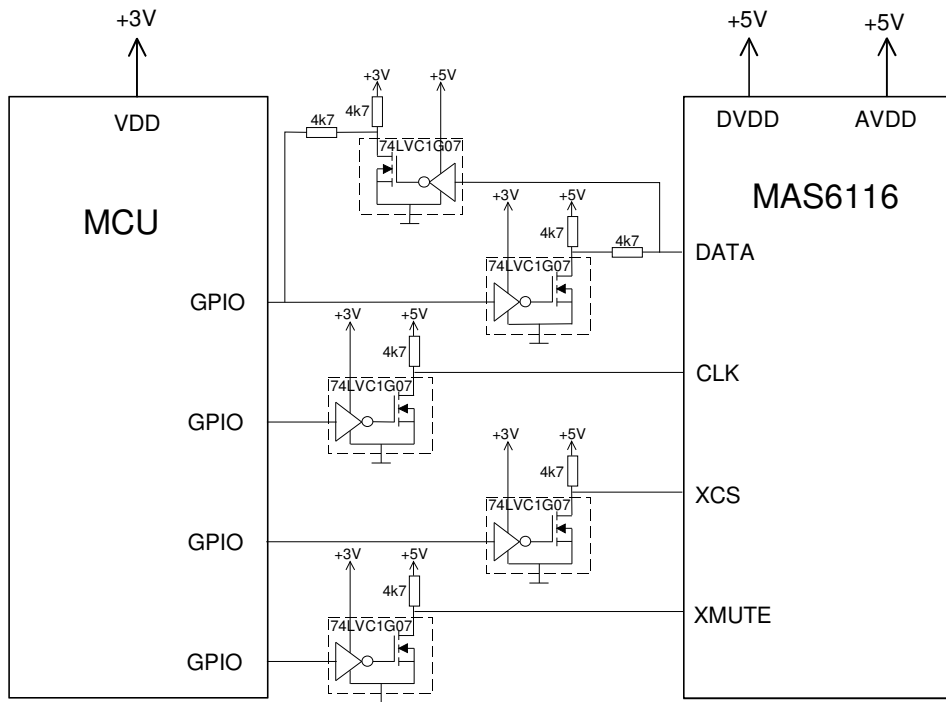 +3V
+5V
+5V
VDD
DVDD
AVDD
+3V
+5V
4k7
4k7
74LVC1G07
MCU
MAS6116
+3V
+5V
4k7
4k7
DATA
74LVC1G07
GPIO
+3V
+5V
4k7
CLK
74LVC1G07
GPIO
+3V
+5V
4k7
XCS
74LVC1G07
GPIO
+3V
+5V
4k7
XMUTE
74LVC1G07
GPIO